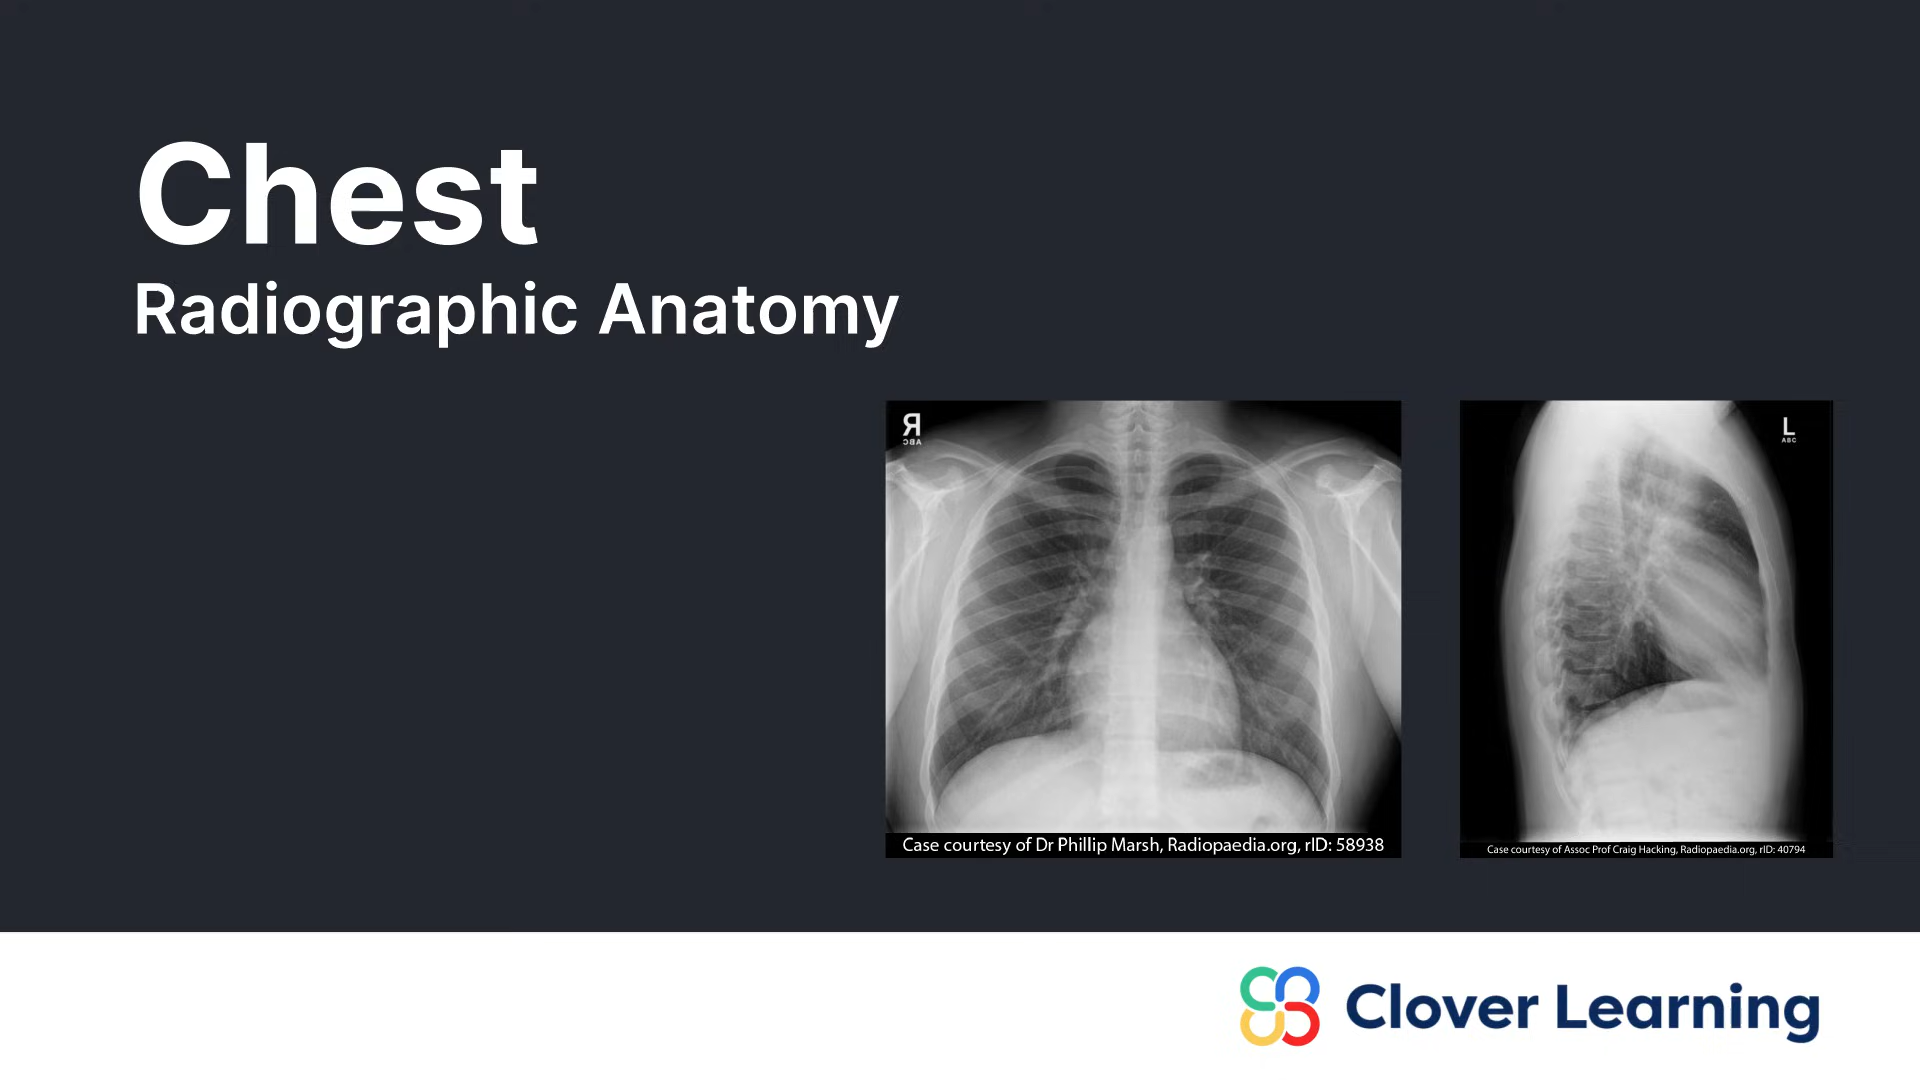 Chest
Radiographic Anatomy
R
ABC
L
ABC
Case courtesy of Dr Phillip Marsh, Radiopaedia.org, rID: 58938
Case courtesy of Assoc Prof Craig Hacking, Radiopaedia.org, rID: 40794
Clover Learning